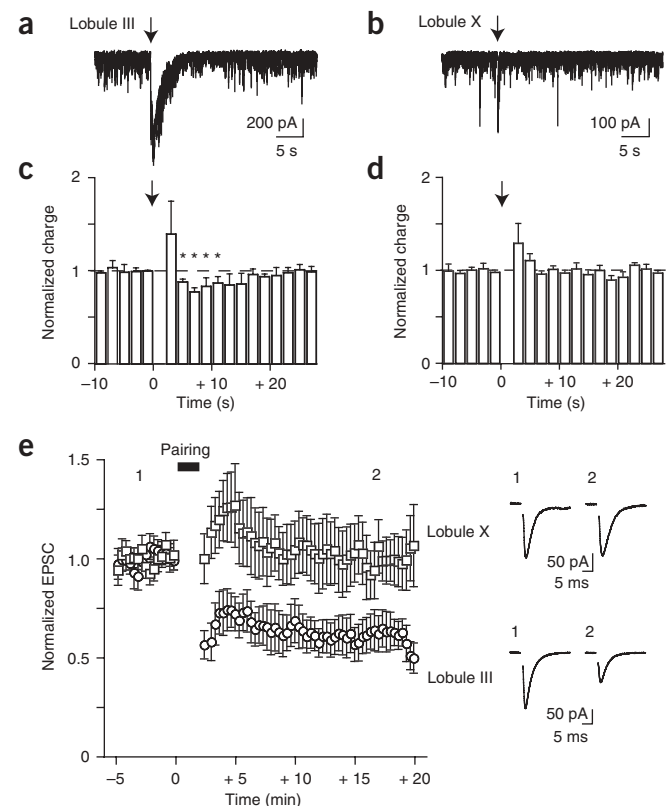 a
Lobule III
200 pA
5 s
b
Lobule X
100 pA
5 s
c
Normalized charge
2
1
0
* * * *
–10 0 + 10 + 20
Time (s)
d
Normalized charge
2
1
0
–10 0 + 10 + 20
Time (s)
e
Pairing
1 2
Normalized EPSC
1.5
1.0
0.5
0
–5 0 + 5 + 10 + 15 + 20
Time (min)
Lobule X
1 2
50 pA
5 ms
Lobule III
1 2
50 pA
5 ms